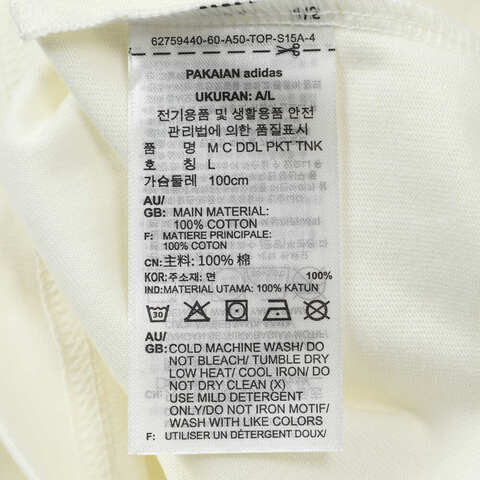 62759440-60-A50-TOP-S15A-4
PAKAIAN adidas
UKURAN: A/L
전기용품 및 생활용품 안전
관리법에 의한 품질표시
품 명 M C DDL PKT TNK
호 칭 L
가슴둘레 100cm
AU/
GB: MAIN MATERIAL:
100% COTTON
F: MATIERE PRINCIPALE:
100% COTON
CN: 主料: 100% 棉
KOR: 주소재: 면 100%
IND: MATERIAL UTAMA: 100% KATUN
30
AU/
GB: COLD MACHINE WASH/ DO
NOT BLEACH/ TUMBLE DRY
LOW HEAT/ COOL IRON/ DO
NOT DRY CLEAN (X)
USE MILD DETERGENT
ONLY/DO NOT IRON MOTIF/
WASH WITH LIKE COLORS
F: UTILISER UN DÉTERGENT DOUX/